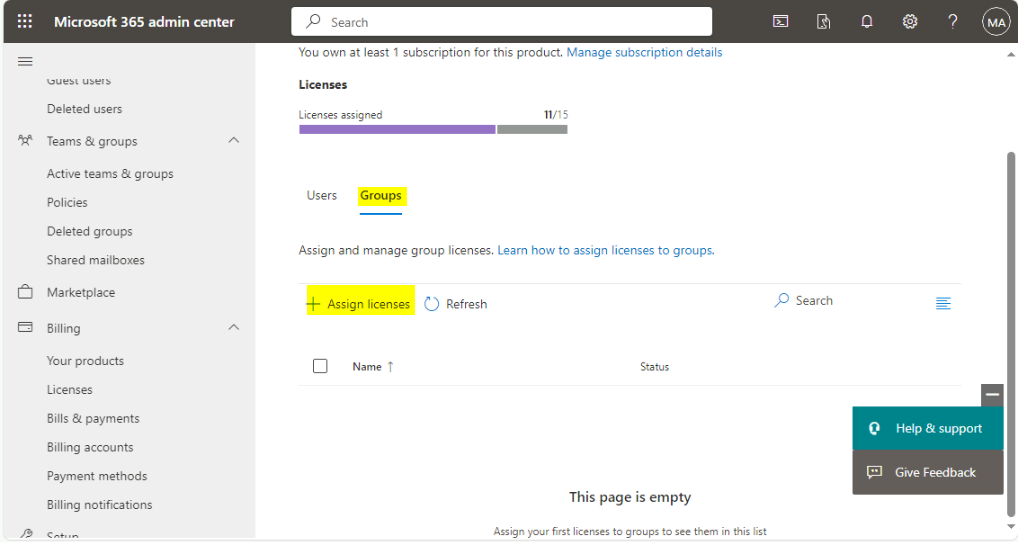 Microsoft 365 admin center
Search
MA
You own at least 1 subscription for this product. Manage subscription details
Guest users
Deleted users
Teams & groups
Active teams & groups
Policies
Deleted groups
Shared mailboxes
Marketplace
Billing
Your products
Licenses
Bills & payments
Billing accounts
Payment methods
Billing notifications
Setup
Licenses
Licenses assigned 11/15
Users Groups
Assign and manage group licenses. Learn how to assign licenses to groups.
Assign licenses Refresh Search
Name ↑ Status
This page is empty
Assign your first licenses to groups to see them in this list
Help & support
Give Feedback